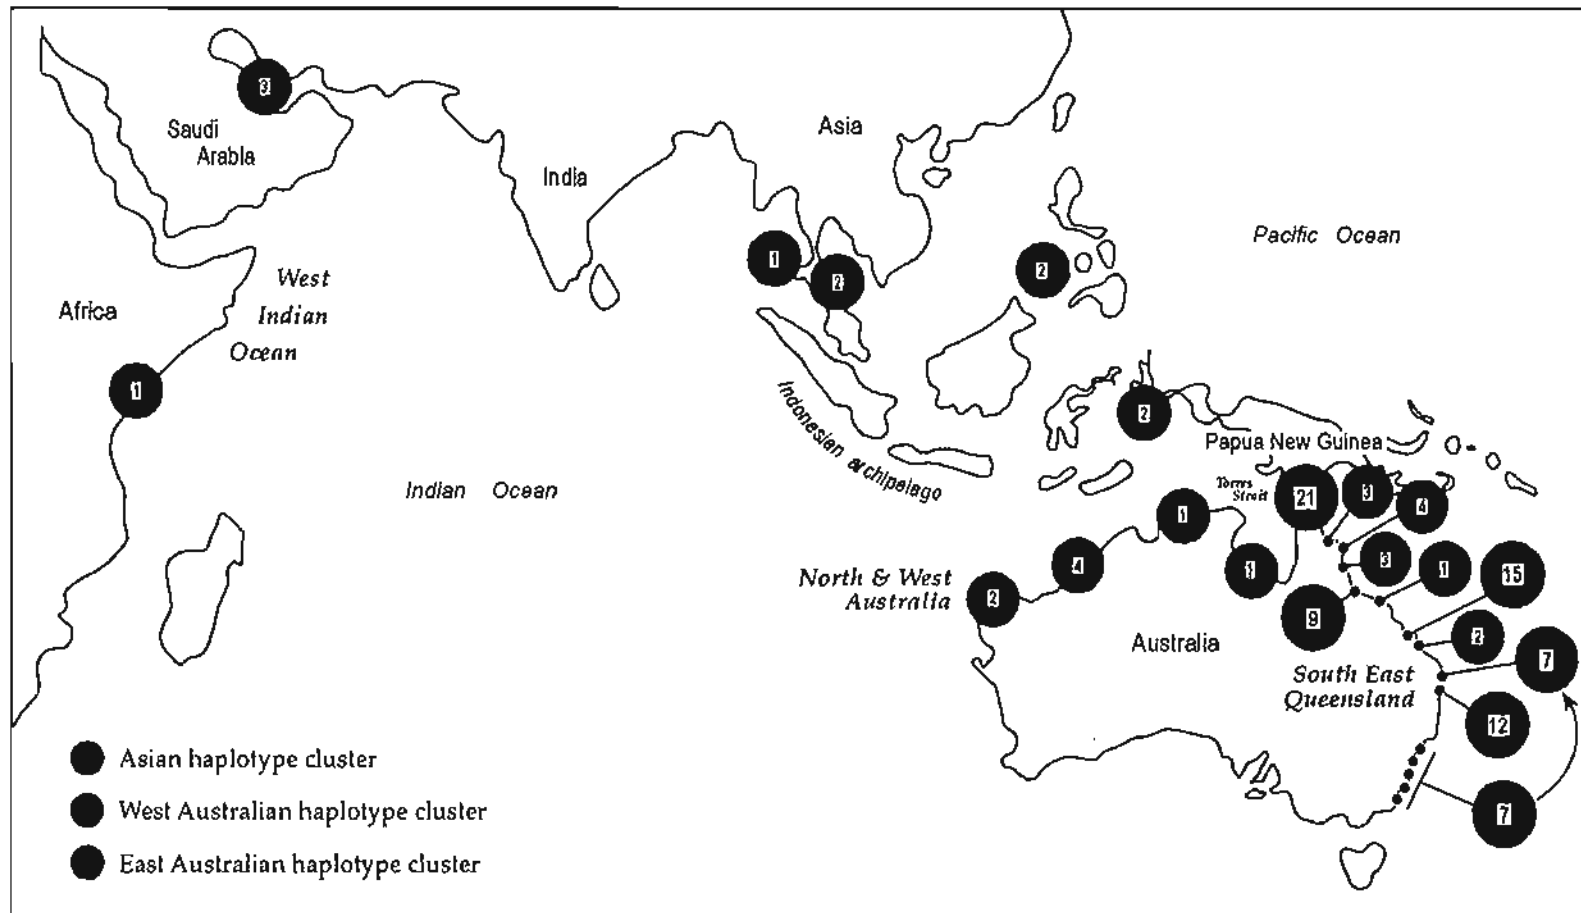 3
Saudi
Arabia
Asia
India
Pacific Ocean
1
2
2
West
Indian
Ocean
Africa
1
Indonesian archipelago
2
Papua New Guinea
Indian Ocean
Torres
Strait
21
3
4
1
4
1
3
1
15
North & West
Australia
2
9
2
Australia
7
South East
Queensland
12
7
Asian haplotype cluster
West Australian haplotype cluster
East Australian haplotype cluster